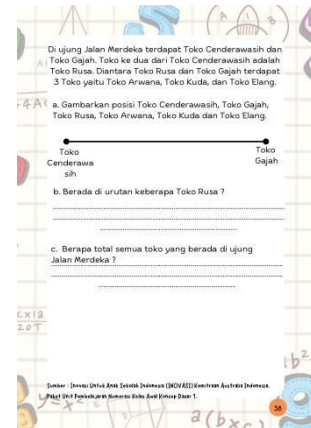 Di ujung Jalan Merdeka terdapat Toko Cenderawasih dan
Toko Gajah. Toko ke dua dari Toko Cenderawasih adalah
Toko Rusa. Diantara Toko Rusa dan Toko Gajah terdapat
3 Toko yaitu Toko Arwana, Toko Kuda, dan Toko Elang.
a. Gambarkan posisi Toko Cenderawasih, Toko Gajah,
Toko Rusa, Toko Arwana, Toko Kuda dan Toko Elang.
Toko
Cenderawa
sih
Toko
Gajah
b. Berada di urutan keberapa Toko Rusa ?
c. Berapa total semua toko yang berada di ujung
Jalan Merdeka ?
Sumber : Inovasi Untuk Anak Sekolah Indonesia (INOVASI) Kemitraan Australia Indonesia.
Paket Unit Pembelajaran Numerasi Kelas Awal Konsep Dasar 1.
38